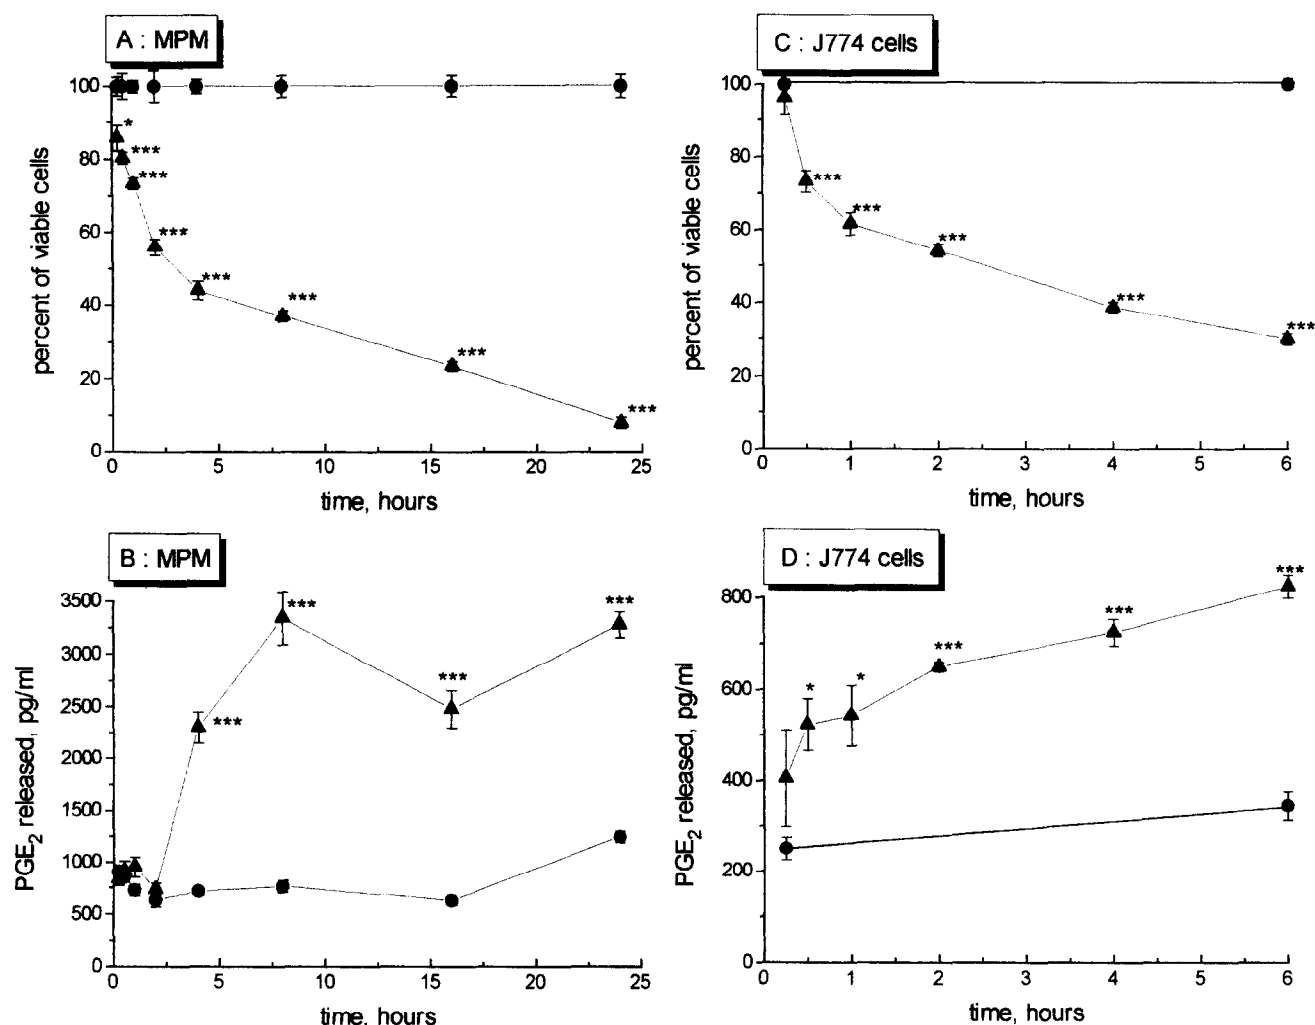 A : MPM
percent of viable cells
100
80
60
40
20
0
*
***
***
***
***
***
***
***
0 5 10 15 20 25
time, hours
C : J774 cells
percent of viable cells
100
80
60
40
20
0
***
***
***
***
***
0 1 2 3 4 5 6
time, hours
B : MPM
PGE2 released, pg/ml
3500
3000
2500
2000
1500
1000
500
0
***
***
***
***
0 5 10 15 20 25
time, hours
D : J774 cells
PGE2 released, pg/ml
800
600
400
200
0
*
*
***
***
***
0 1 2 3 4 5 6
time, hours